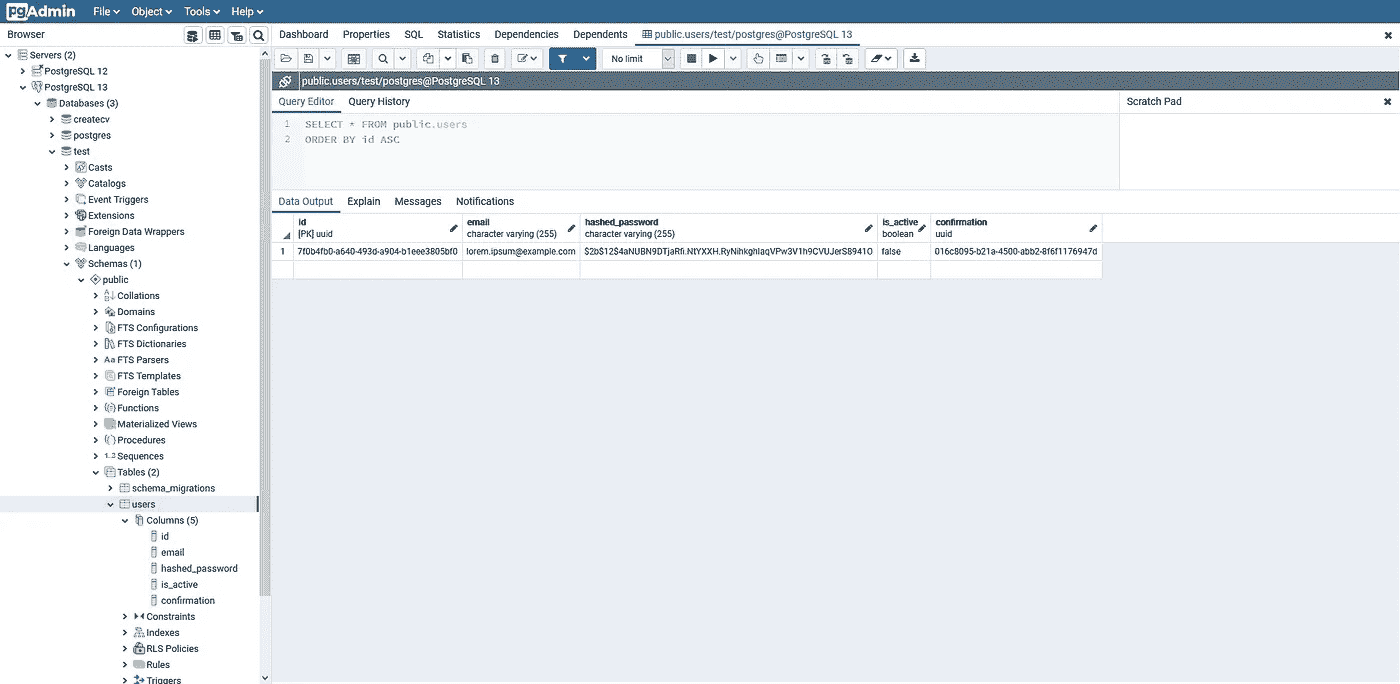 pgAdmin File Object Tools Help
Browser
Dashboard Properties SQL Statistics Dependencies Dependents public.users/test/postgres@PostgreSQL 13
Servers (2)
PostgreSQL 12
PostgreSQL 13
Databases (3)
createcv
postgres
test
Casts
Catalogs
Event Triggers
Extensions
Foreign Data Wrappers
Languages
Schemas (1)
public
Collations
Domains
FTS Configurations
FTS Dictionaries
Aa FTS Parsers
FTS Templates
Foreign Tables
Functions
Materialized Views
Procedures
1..3 Sequences
Tables (2)
schema_migrations
users
Columns (5)
id
email
hashed_password
is_active
confirmation
Constraints
Indexes
RLS Policies
Rules
Triggers
No limit
public.users/test/postgres@PostgreSQL 13
Query Editor Query History
Scratch Pad
1 SELECT * FROM public.users
2 ORDER BY id ASC
Data Output Explain Messages Notifications
id email hashed_password is_active confirmation
[PK] uuid character varying (255) character varying (255) boolean uuid
1 7f0b4fb0-a640-493d-a904-b1eee3805bf0 lorem.ipsum@example.com $2b$12$4aNUBN9DTjaRfi.NtYXXH.RyNihkghIaqVPw3V1h9CVUJerS8941O false 016c8095-b21a-4500-abb2-8f6f1176947d